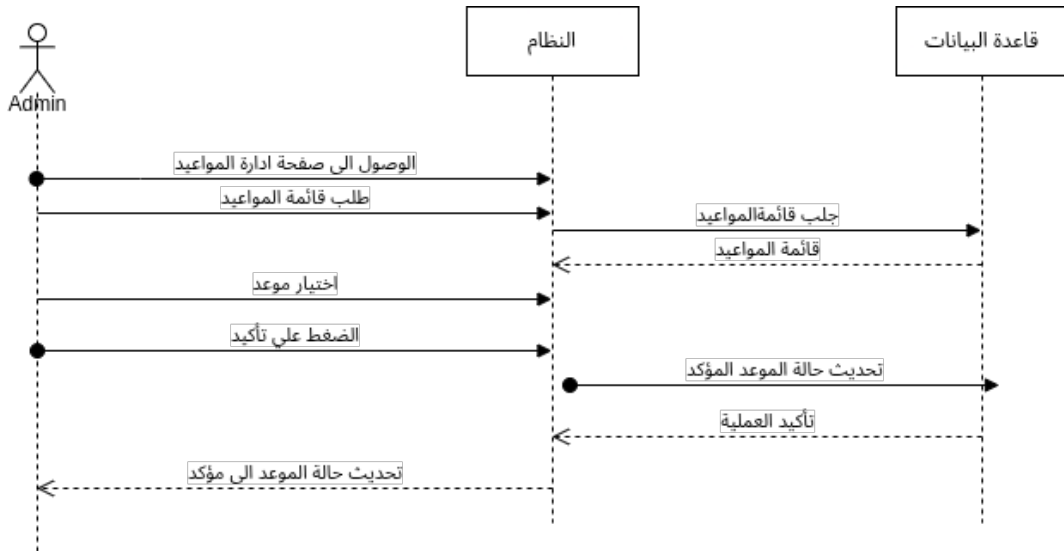 النظام
قاعدة البيانات
Admin
الوصول الى صفحة ادارة المواعيد
طلب قائمة المواعيد
جلب قائمةالمواعيد
قائمة المواعيد
اختيار موعد
الضغط علي تأكيد
تحديث حالة الموعد المؤكد
تأكيد العملية
تحديث حالة الموعد الى مؤكد